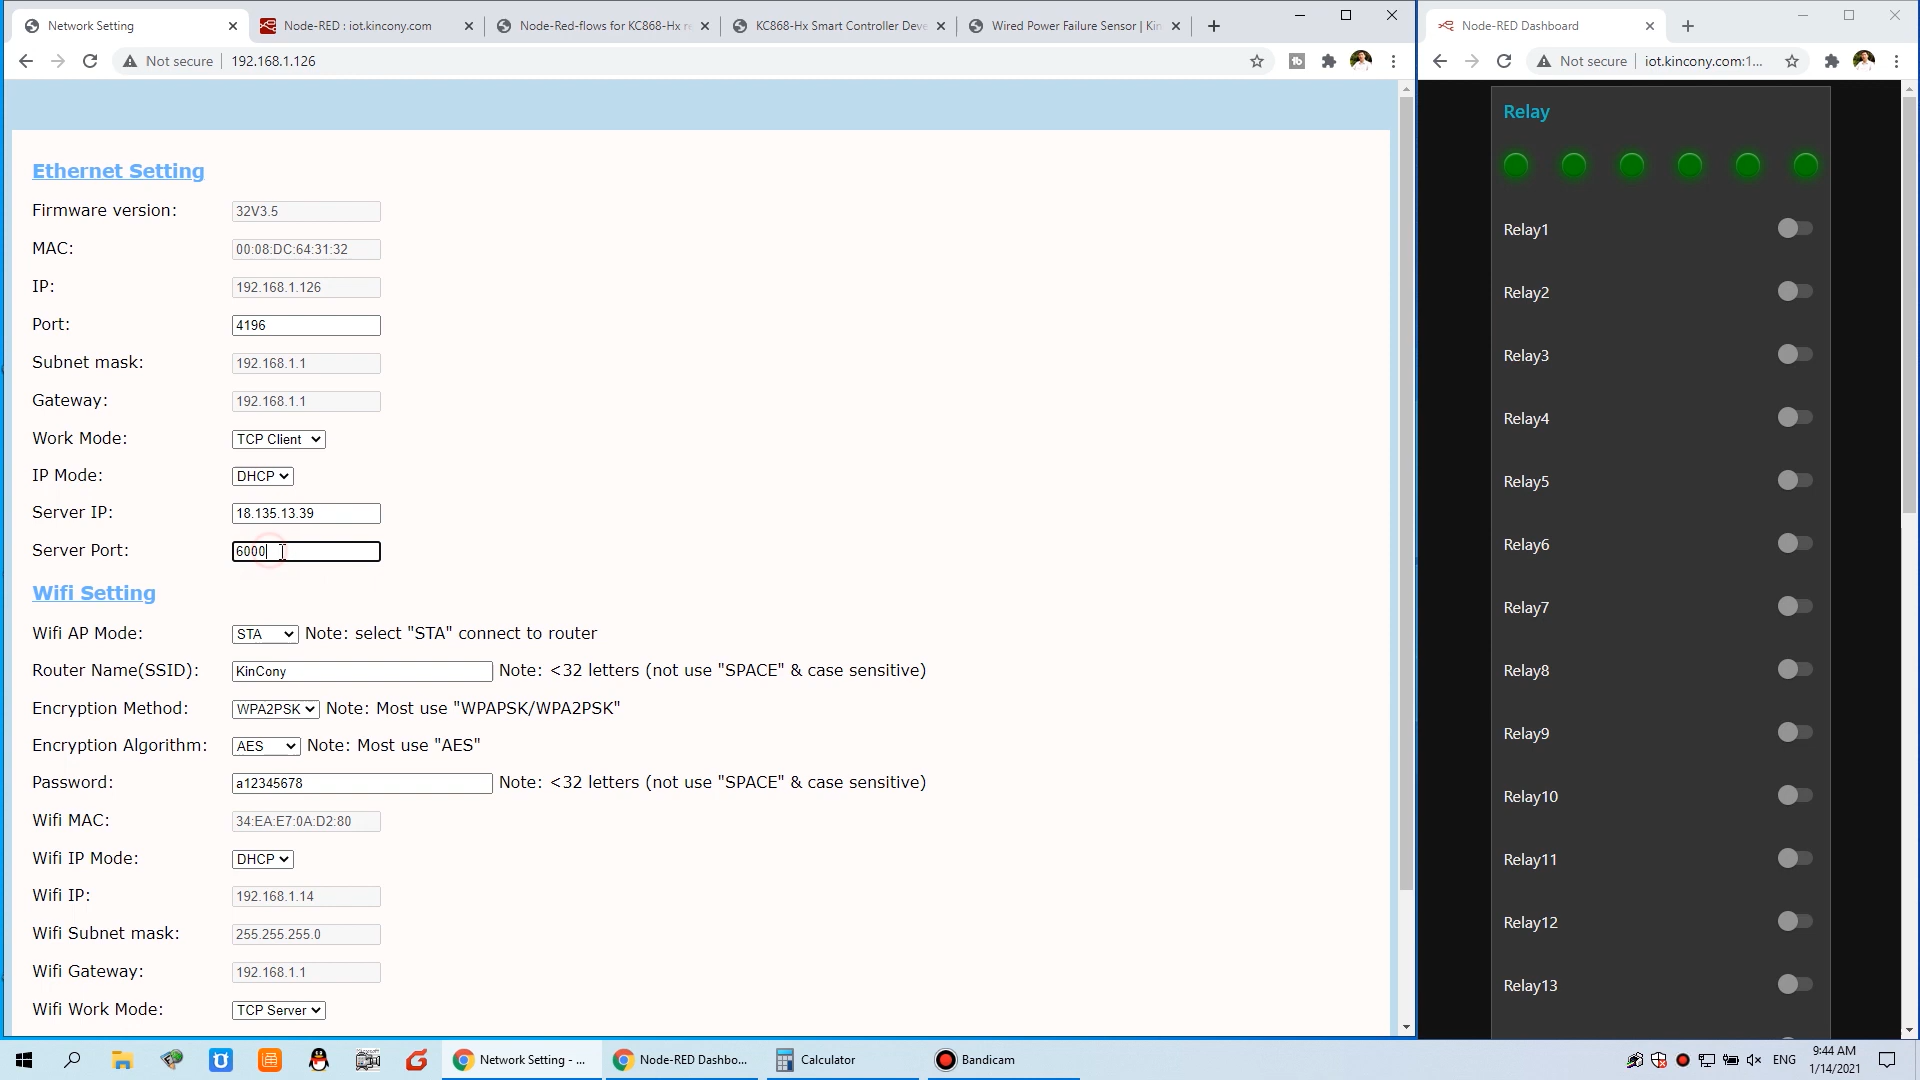 Network Setting
Node-RED : iot.kincony.com
Node-Red-flows for KC868-Hx re
KC868-Hx Smart Controller Deve
Wired Power Failure Sensor | Kin
Not secure
192.168.1.126
Ethernet Setting
Firmware version: 32V3.5
MAC: 00:08:DC:64:31:32
IP: 192.168.1.126
Port: 4196
Subnet mask: 192.168.1.1
Gateway: 192.168.1.1
Work Mode: TCP Client
IP Mode: DHCP
Server IP: 18.135.13.39
Server Port: 6000
Wifi Setting
Wifi AP Mode: STA Note: select "STA" connect to router
Router Name(SSID): KinCony Note: <32 letters (not use "SPACE" & case sensitive)
Encryption Method: WPA2PSK Note: Most use "WPAPSK/WPA2PSK"
Encryption Algorithm: AES Note: Most use "AES"
Password: a12345678 Note: <32 letters (not use "SPACE" & case sensitive)
Wifi MAC: 34:EA:E7:0A:D2:80
Wifi IP Mode: DHCP
Wifi IP: 192.168.1.14
Wifi Subnet mask: 255.255.255.0
Wifi Gateway: 192.168.1.1
Wifi Work Mode: TCP Server
Node-RED Dashboard
Not secure
iot.kincony.com:1...
Relay
Relay1
Relay2
Relay3
Relay4
Relay5
Relay6
Relay7
Relay8
Relay9
Relay10
Relay11
Relay12
Relay13
Network Setting - ...
Node-RED Dashbo...
Calculator
Bandicam
ENG
9:44 AM
1/14/2021